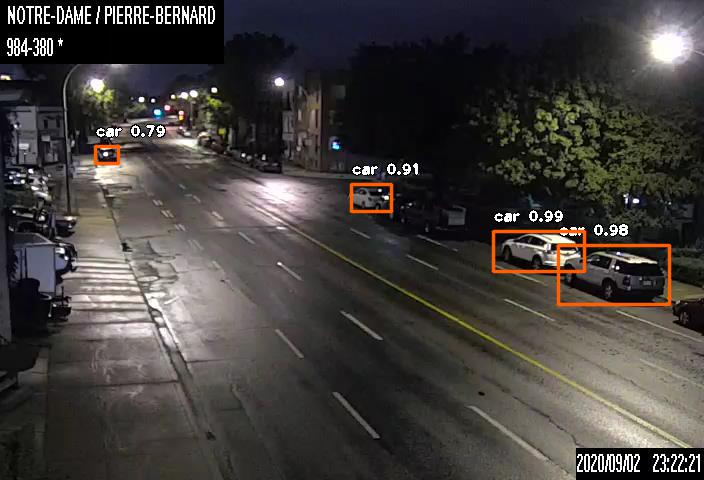 NOTRE-DAME / PIERRE-BERNARD
984-380 *
car 0.79
car 0.91
car 0.99
car 0.98
2020/09/02 23:22:21